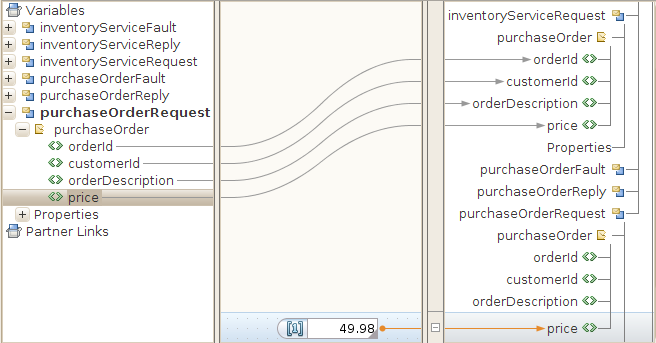 Variables
inventoryServiceFault
inventoryServiceReply
inventoryServiceRequest
purchaseOrderFault
purchaseOrderReply
purchaseOrderRequest
purchaseOrder
orderId
customerId
orderDescription
price
Properties
Partner Links
[1] 49.98
inventoryServiceRequest
purchaseOrder
orderId
customerId
orderDescription
price
Properties
purchaseOrderFault
purchaseOrderReply
purchaseOrderRequest
purchaseOrder
orderId
customerId
orderDescription
price